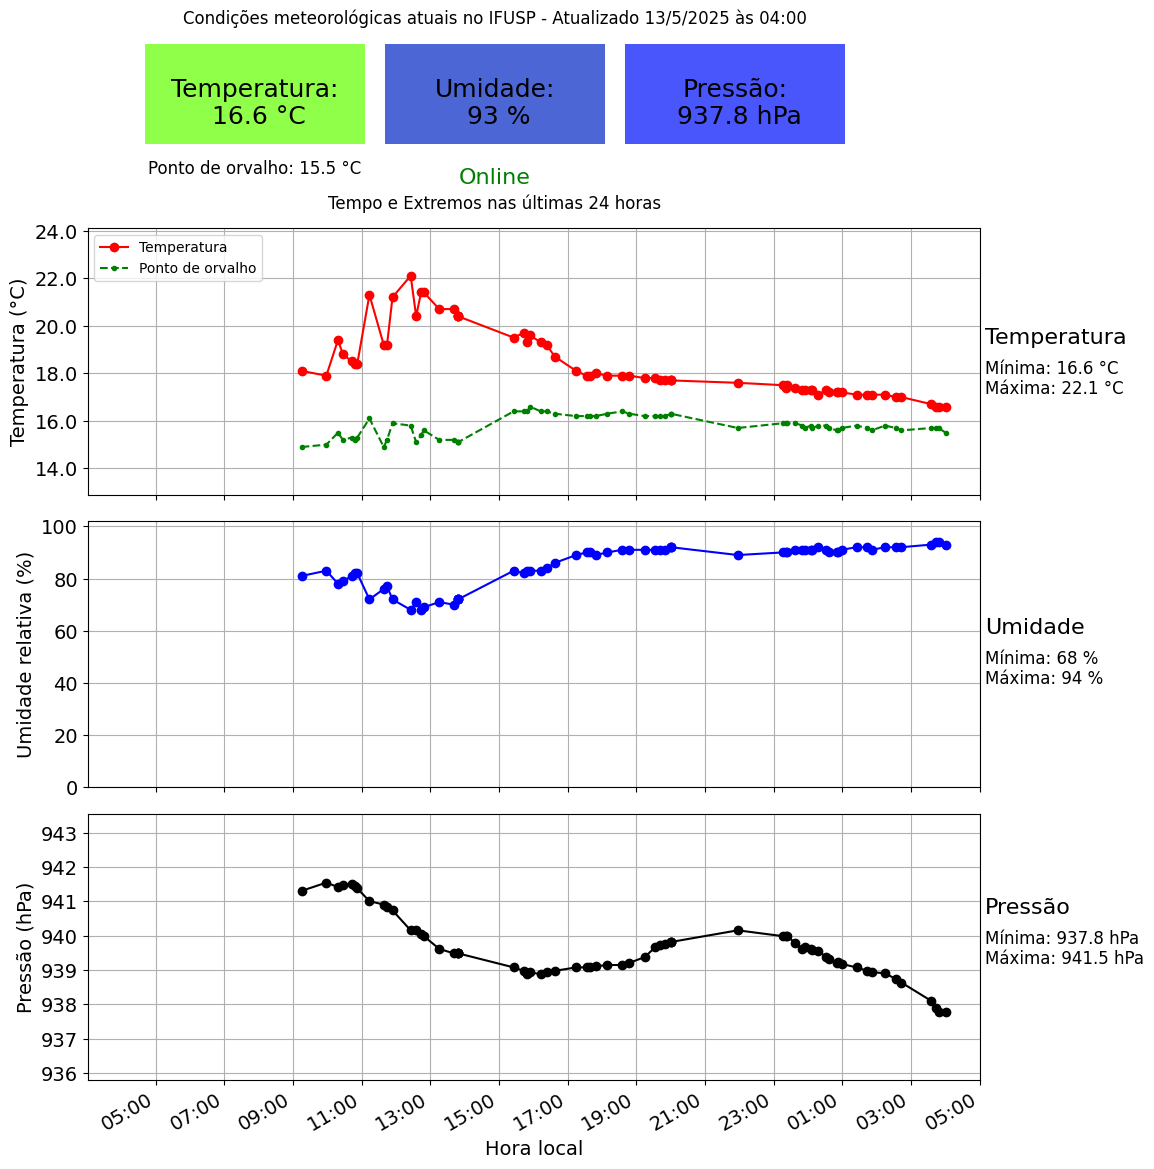 Condições meteorológicas atuais no IFUSP - Atualizado 13/5/2025 às 04:00
Temperatura:
16.6 °C
Umidade:
93 %
Pressão:
937.8 hPa
Ponto de orvalho: 15.5 °C
Online
Tempo e Extremos nas últimas 24 horas
Temperatura (°C)
24.0
22.0
20.0
18.0
16.0
14.0
Temperatura
Ponto de orvalho
Temperatura
Mínima: 16.6 °C
Máxima: 22.1 °C
Umidade relativa (%)
100
80
60
40
20
0
Umidade
Mínima: 68 %
Máxima: 94 %
Pressão (hPa)
943
942
941
940
939
938
937
936
Pressão
Mínima: 937.8 hPa
Máxima: 941.5 hPa
05:00 07:00 09:00 11:00 13:00 15:00 17:00 19:00 21:00 23:00 01:00 03:00 05:00
Hora local